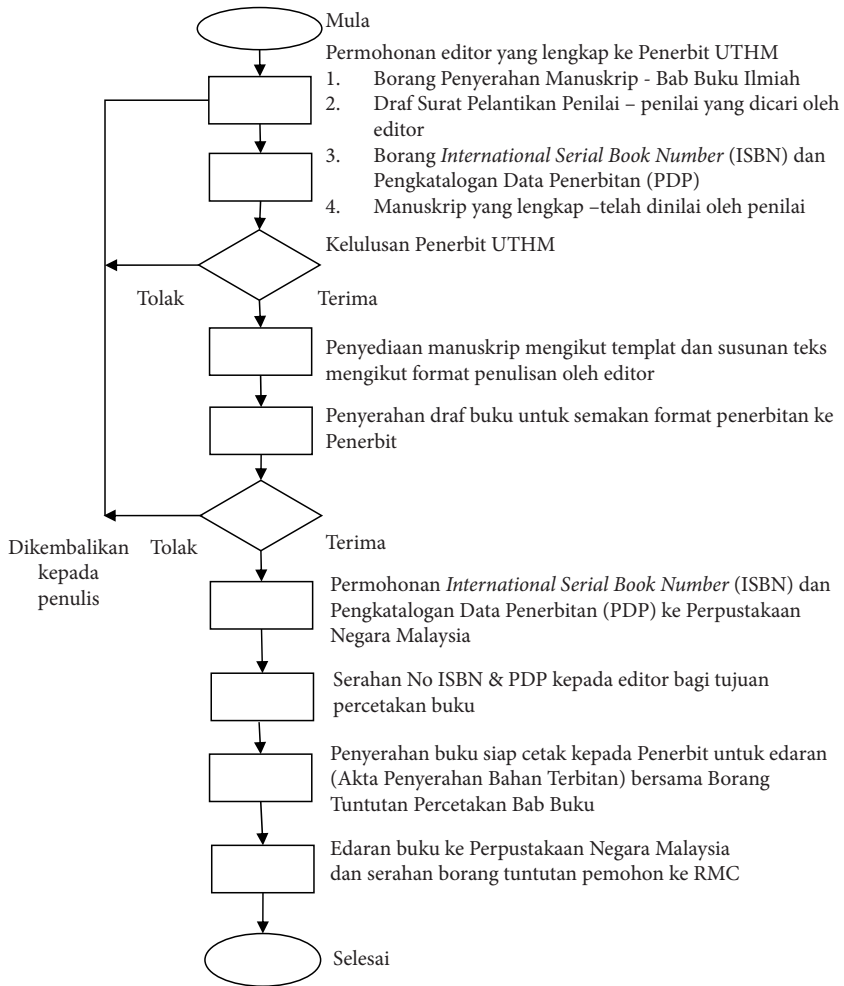 Mula
Permohonan editor yang lengkap ke Penerbit UTHM
1. Borang Penyerahan Manuskrip - Bab Buku Ilmiah
2. Draf Surat Pelantikan Penilai – penilai yang dicari oleh
editor
3. Borang International Serial Book Number (ISBN) dan
Pengkatalogan Data Penerbitan (PDP)
4. Manuskrip yang lengkap –telah dinilai oleh penilai
Kelulusan Penerbit UTHM
Tolak
Terima
Penyediaan manuskrip mengikut templat dan susunan teks
mengikut format penulisan oleh editor
Penyerahan draf buku untuk semakan format penerbitan ke
Penerbit
Dikembalikan
kepada
penulis
Tolak
Terima
Permohonan International Serial Book Number (ISBN) dan
Pengkatalogan Data Penerbitan (PDP) ke Perpustakaan
Negara Malaysia
Serahan No ISBN & PDP kepada editor bagi tujuan
percetakan buku
Penyerahan buku siap cetak kepada Penerbit untuk edaran
(Akta Penyerahan Bahan Terbitan) bersama Borang
Tuntutan Percetakan Bab Buku
Edaran buku ke Perpustakaan Negara Malaysia
dan serahan borang tuntutan pemohon ke RMC
Selesai